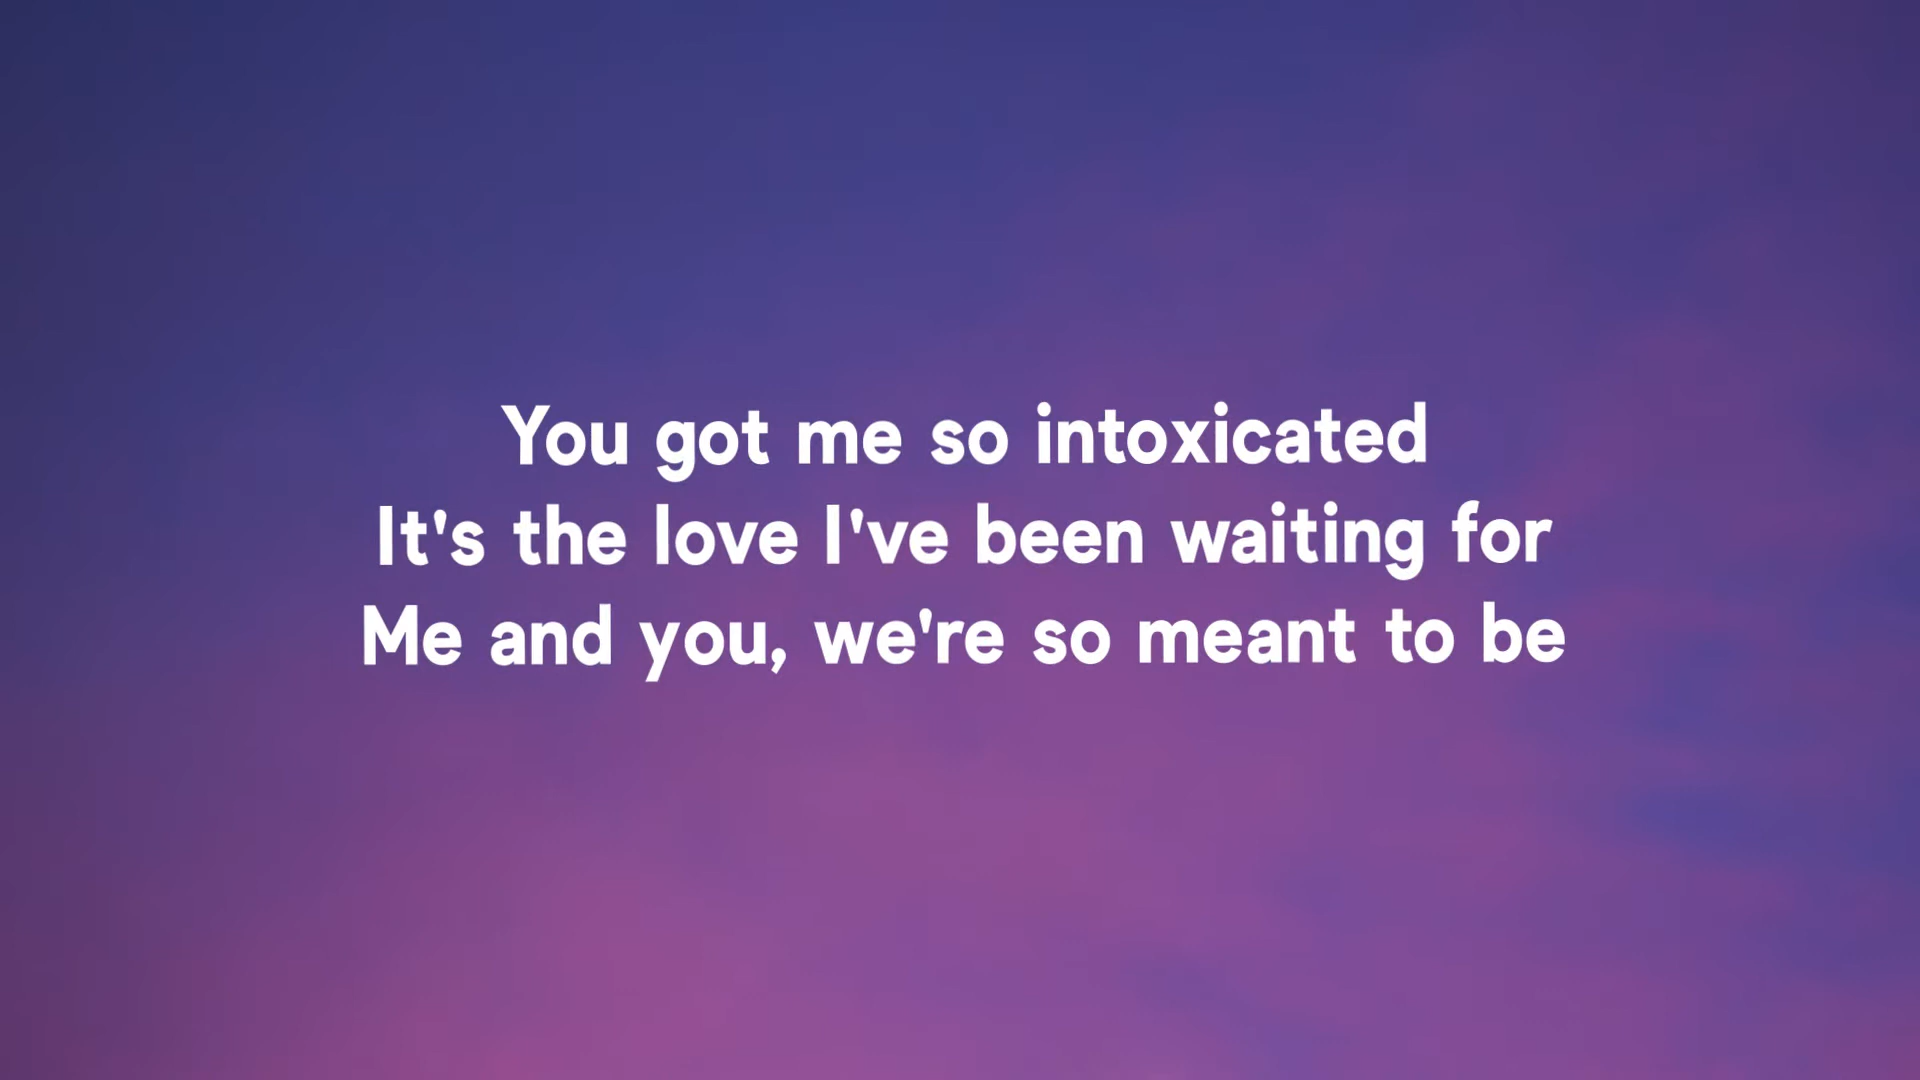 You got me so intoxicated
It's the love I've been waiting for
Me and you, we're so meant to be